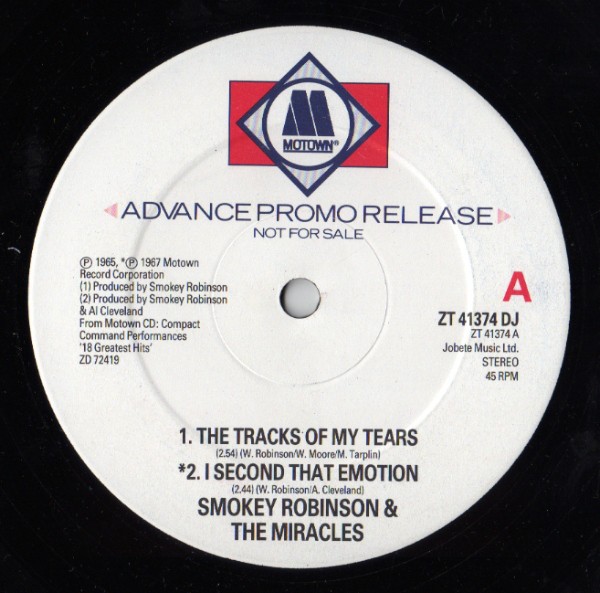 M
MOTOWN®
ADVANCE PROMO RELEASE
NOT FOR SALE
℗ 1965, *℗ 1967 Motown
Record Corporation
(1) Produced by Smokey Robinson
(2) Produced by Smokey Robinson
& Al Cleveland
From Motown CD: Compact
Command Performances
'18 Greatest Hits'
ZD 72419
A
ZT 41374 DJ
ZT 41374 A
Jobete Music Ltd.
STEREO
45 RPM
1. THE TRACKS OF MY TEARS
(2.54) (W. Robinson/W. Moore/M. Tarplin)
*2. I SECOND THAT EMOTION
(2.44) (W. Robinson/A. Cleveland)
SMOKEY ROBINSON &
THE MIRACLES